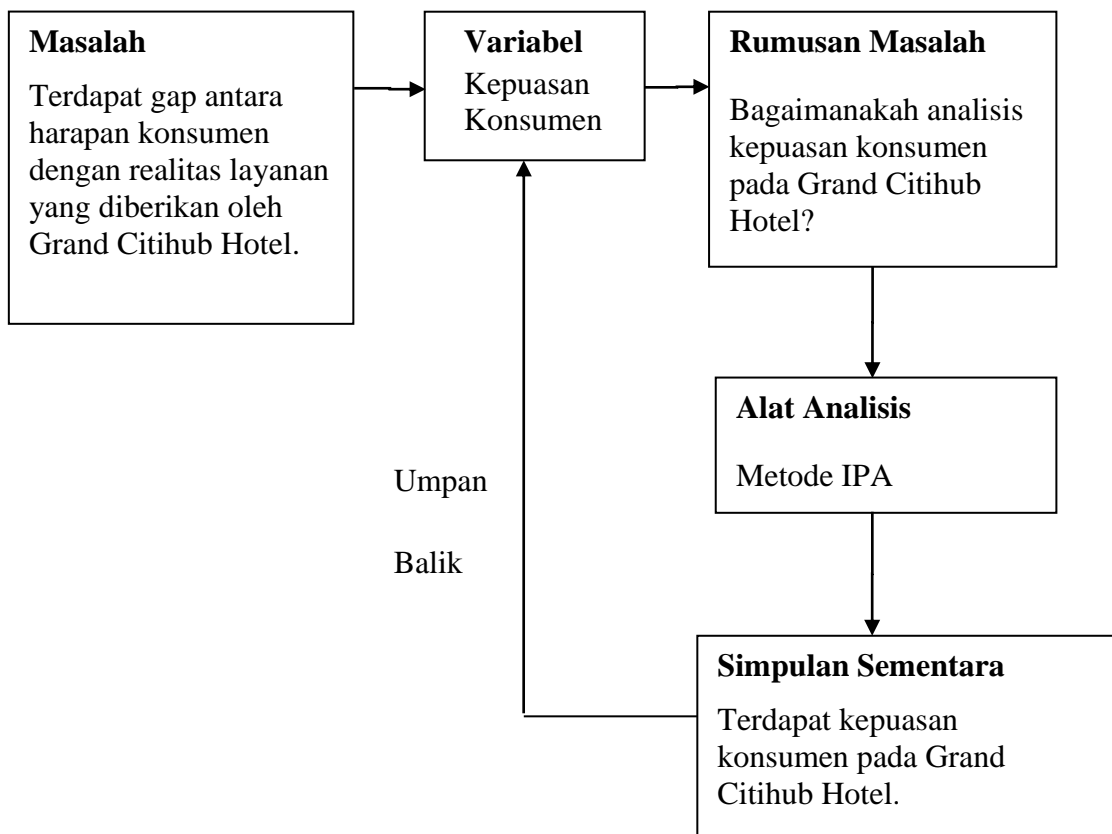 Masalah
Terdapat gap antara
harapan konsumen
dengan realitas layanan
yang diberikan oleh
Grand Citihub Hotel.
Variabel
Kepuasan
Konsumen
Rumusan Masalah
Bagaimanakah analisis
kepuasan konsumen
pada Grand Citihub
Hotel?
Alat Analisis
Metode IPA
Umpan
Balik
Simpulan Sementara
Terdapat kepuasan
konsumen pada Grand
Citihub Hotel.